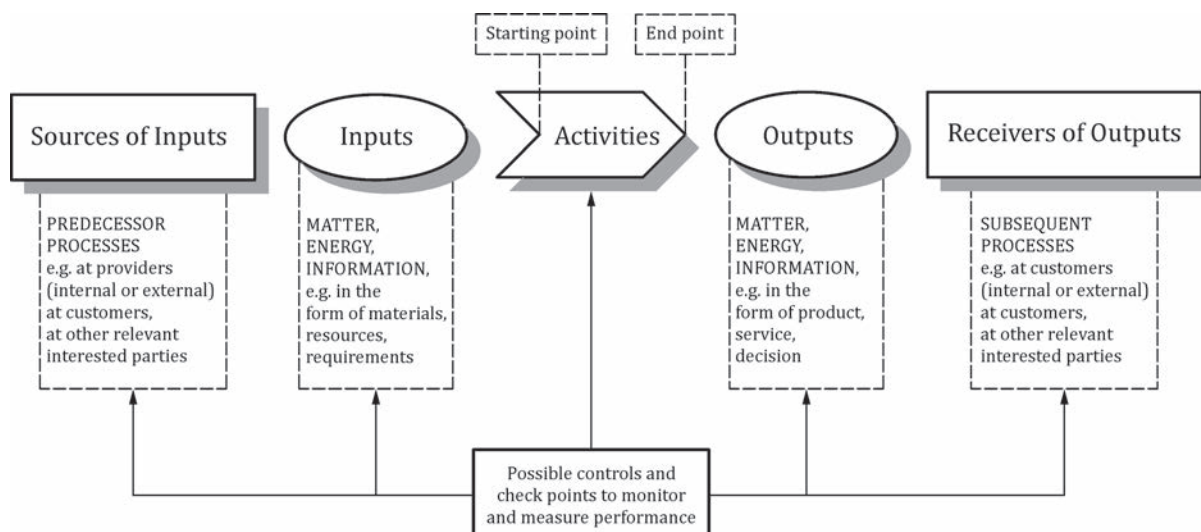 Starting point
End point
Sources of Inputs
Inputs
Activities
Outputs
Receivers of Outputs
PREDECESSOR
PROCESSES
e.g. at providers
(internal or external)
at customers,
at other relevant
interested parties
MATTER,
ENERGY,
INFORMATION,
e.g. in the
form of materials,
resources,
requirements
MATTER,
ENERGY,
INFORMATION,
e.g. in the
form of product,
service,
decision
SUBSEQUENT
PROCESSES
e.g. at customers
(internal or external)
at customers,
at other relevant
interested parties
Possible controls and
check points to monitor
and measure performance